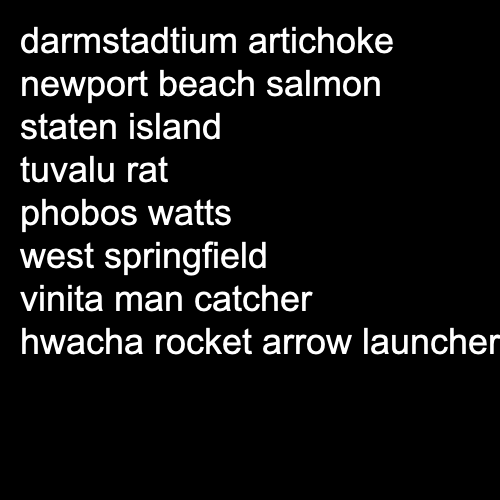 darmstadtium artichoke
newport beach salmon
staten island
tuvalu rat
phobos watts
west springfield
vinita man catcher
hwacha rocket arrow launcher